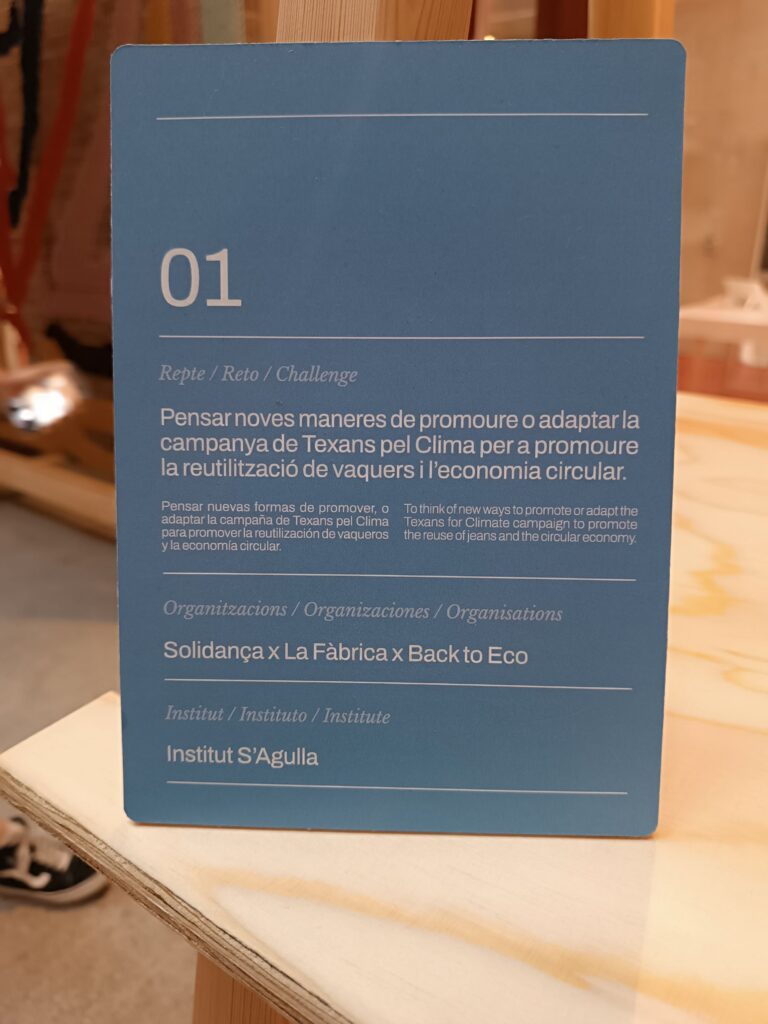 01
Repte / Reto / Challenge
Pensar noves maneres de promoure o adaptar la
campanya de Texans pel Clima per a promoure
la reutilització de vaquers i l'economia circular.
Pensar nuevas formas de promover, o
adaptar la campaña de Texans pel Clima
para promover la reutilización de vaqueros
y la economía circular.
To think of new ways to promote or adapt the
Texans for Climate campaign to promote
the reuse of jeans and the circular economy.
Organitzacions / Organizaciones / Organisations
Solidança x La Fàbrica x Back to Eco
Institut / Instituto / Institute
Institut S'Agulla